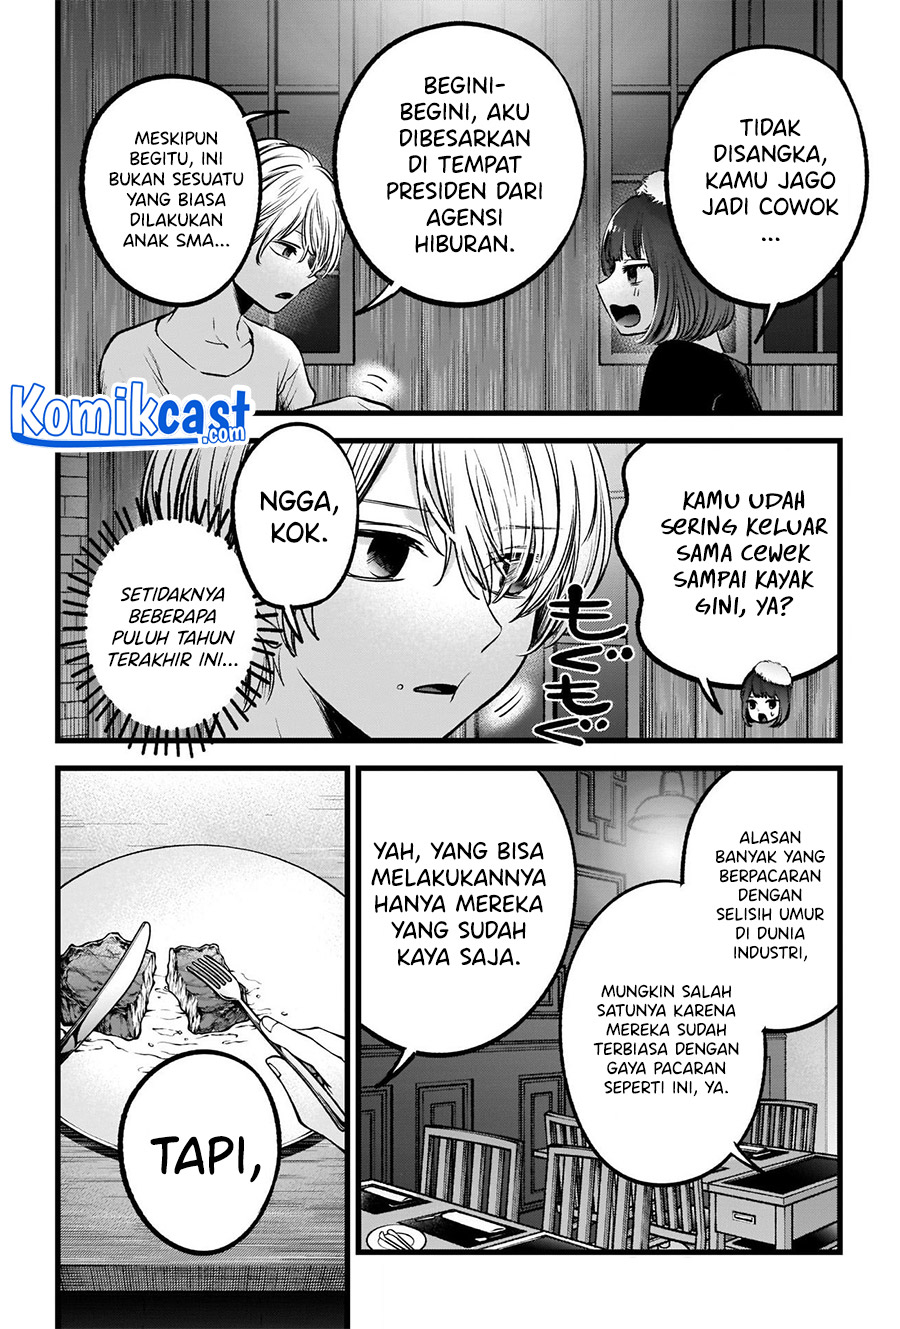 TIDAK
DISANGKA,
KAMU JAGO
JADI COWOK
...
BEGINI-
BEGINI, AKU
DIBESARKAN
DI TEMPAT
PRESIDEN DARI
AGENSI
HIBURAN.
MESKIPUN
BEGITU, INI
BUKAN SESUATU
YANG BIASA
DILAKUKAN
ANAK SMA...
Komikcast
.com
KAMU UDAH
SERING KELUAR
SAMA CEWEK
SAMPAI KAYAK
GINI, YA?
もぐもぐ
NGGA,
KOK.
SETIDAKNYA
BEBERAPA
PULUH TAHUN
TERAKHIR INI...
ALASAN
BANYAK YANG
BERPACARAN
DENGAN
SELISIH UMUR
DI DUNIA
INDUSTRI,
MUNGKIN SALAH
SATUNYA KARENA
MEREKA SUDAH
TERBIASA DENGAN
GAYA PACARAN
SEPERTI INI, YA.
YAH, YANG BISA
MELAKUKANNYA
HANYA MEREKA
YANG SUDAH
KAYA SAJA.
TAPI,